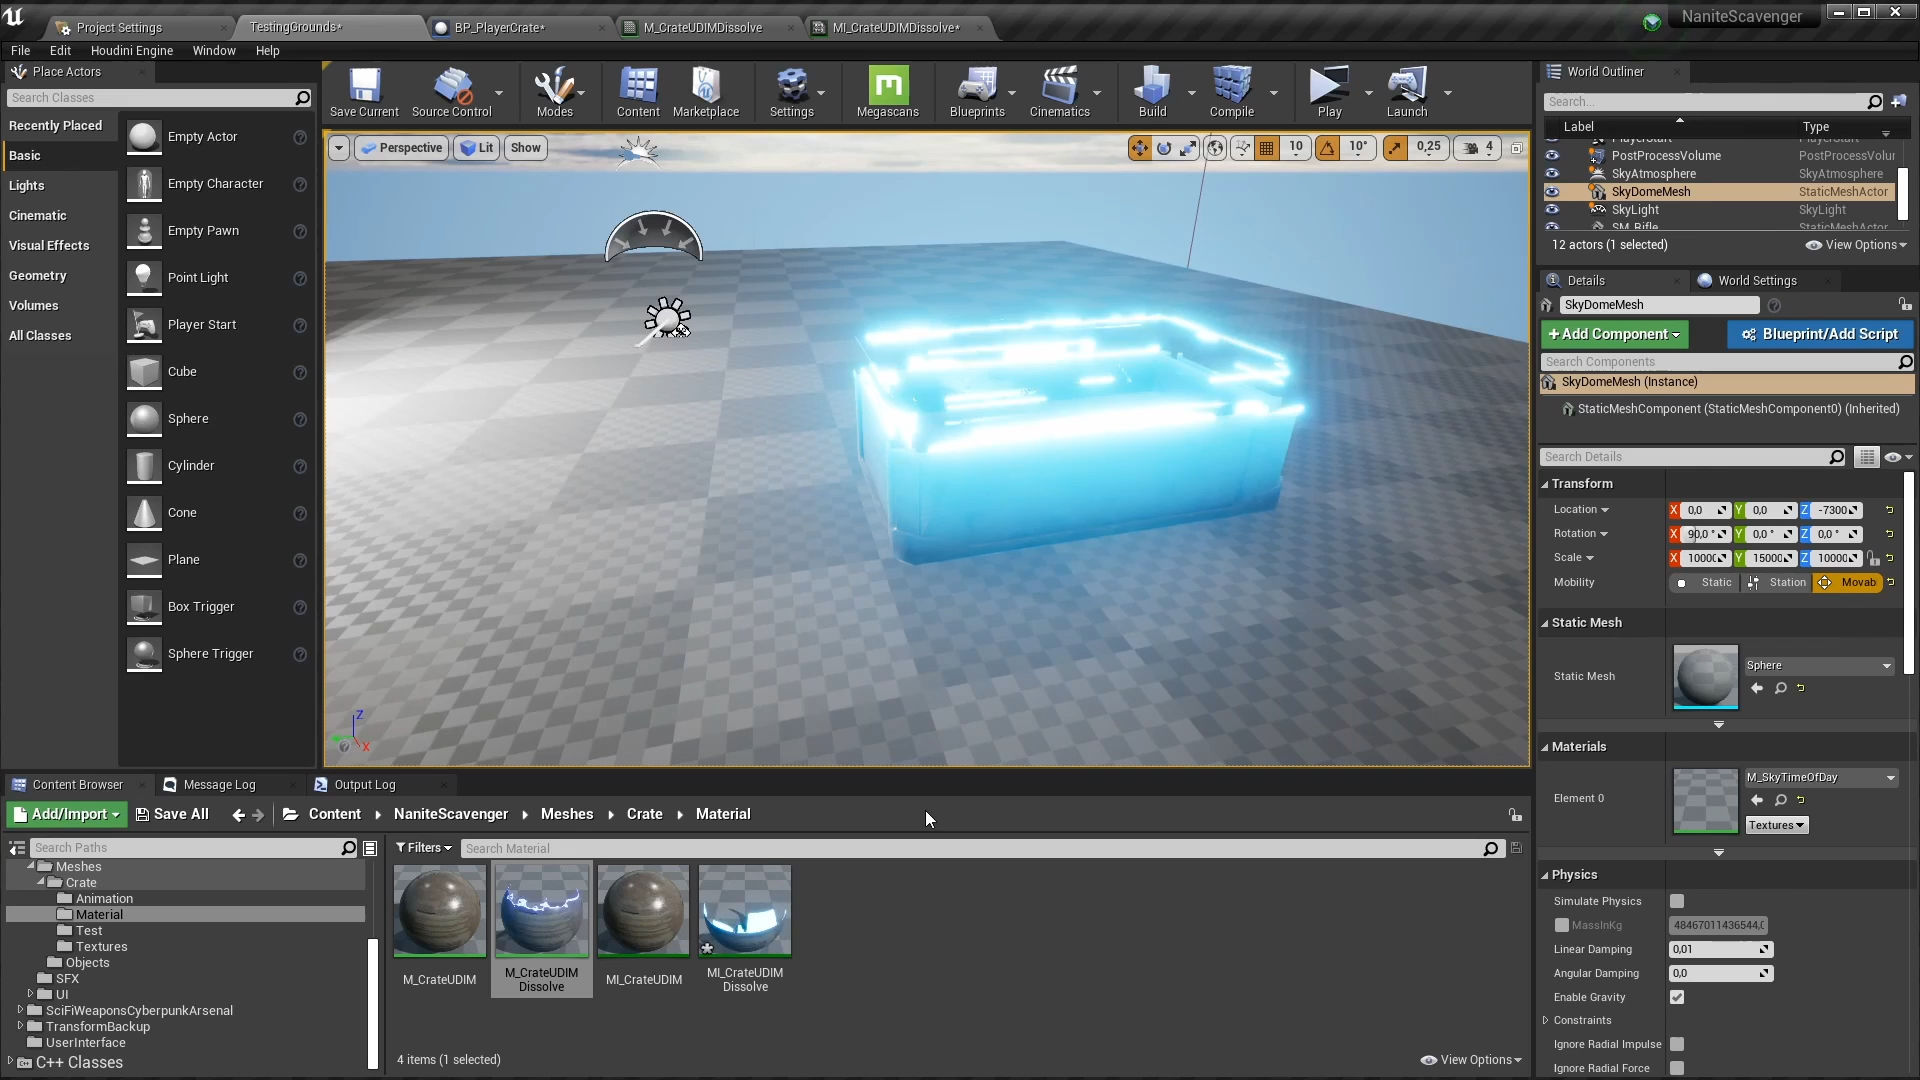 Project Settings
TestingGrounds*
BP_PlayerCrate*
M_CrateUDIMDissolve
MI_CrateUDIMDissolve*
NaniteScavenger
File
Edit
Houdini Engine
Window
Help
Place Actors
Search Classes
Recently Placed
Basic
Lights
Cinematic
Visual Effects
Geometry
Volumes
All Classes
Empty Actor
Empty Character
Empty Pawn
Point Light
Player Start
Cube
Sphere
Cylinder
Cone
Plane
Box Trigger
Sphere Trigger
Save Current
Source Control
Modes
Content
Marketplace
Settings
Megascans
Blueprints
Cinematics
Build
Compile
Play
Launch
Perspective
Lit
Show
10
10°
0,25
4
Z
X
World Outliner
Search...
Label
Type
PostProcessVolume
PostProcessVolur
SkyAtmosphere
SkyAtmosphere
SkyDomeMesh
StaticMeshActor
SkyLight
SkyLight
SM_Rifle
StaticMeshActor
12 actors (1 selected)
View Options
Details
World Settings
SkyDomeMesh
+Add Component
Blueprint/Add Script
Search Components
SkyDomeMesh (Instance)
StaticMeshComponent (StaticMeshComponent0) (Inherited)
Search Details
Transform
Location
X 0,0
Y 0,0
Z -7300
Rotation
X 90,0 °
Y 0,0 °
Z 0,0 °
Scale
X 1000
Y 15000
Z 10000
Mobility
Static
Station
Movab
Static Mesh
Static Mesh
Sphere
Materials
Element 0
M_SkyTimeOfDay
Textures
Physics
Simulate Physics
MassInKg
48467011436544,0
Linear Damping
0,01
Angular Damping
0,0
Enable Gravity
Constraints
Ignore Radial Impulse
Ignore Radial Force
Content Browser
Message Log
Output Log
Add/Import
Save All
Content
NaniteScavenger
Meshes
Crate
Material
Search Paths
Filters
Search Material
Meshes
Crate
Animation
Material
Test
Textures
Objects
SFX
UI
SciFiWeaponsCyberpunkArsenal
TransformBackup
UserInterface
C++ Classes
M_CrateUDIM
M_CrateUDIM
Dissolve
MI_CrateUDIM
MI_CrateUDIM
Dissolve
4 items (1 selected)
View Options